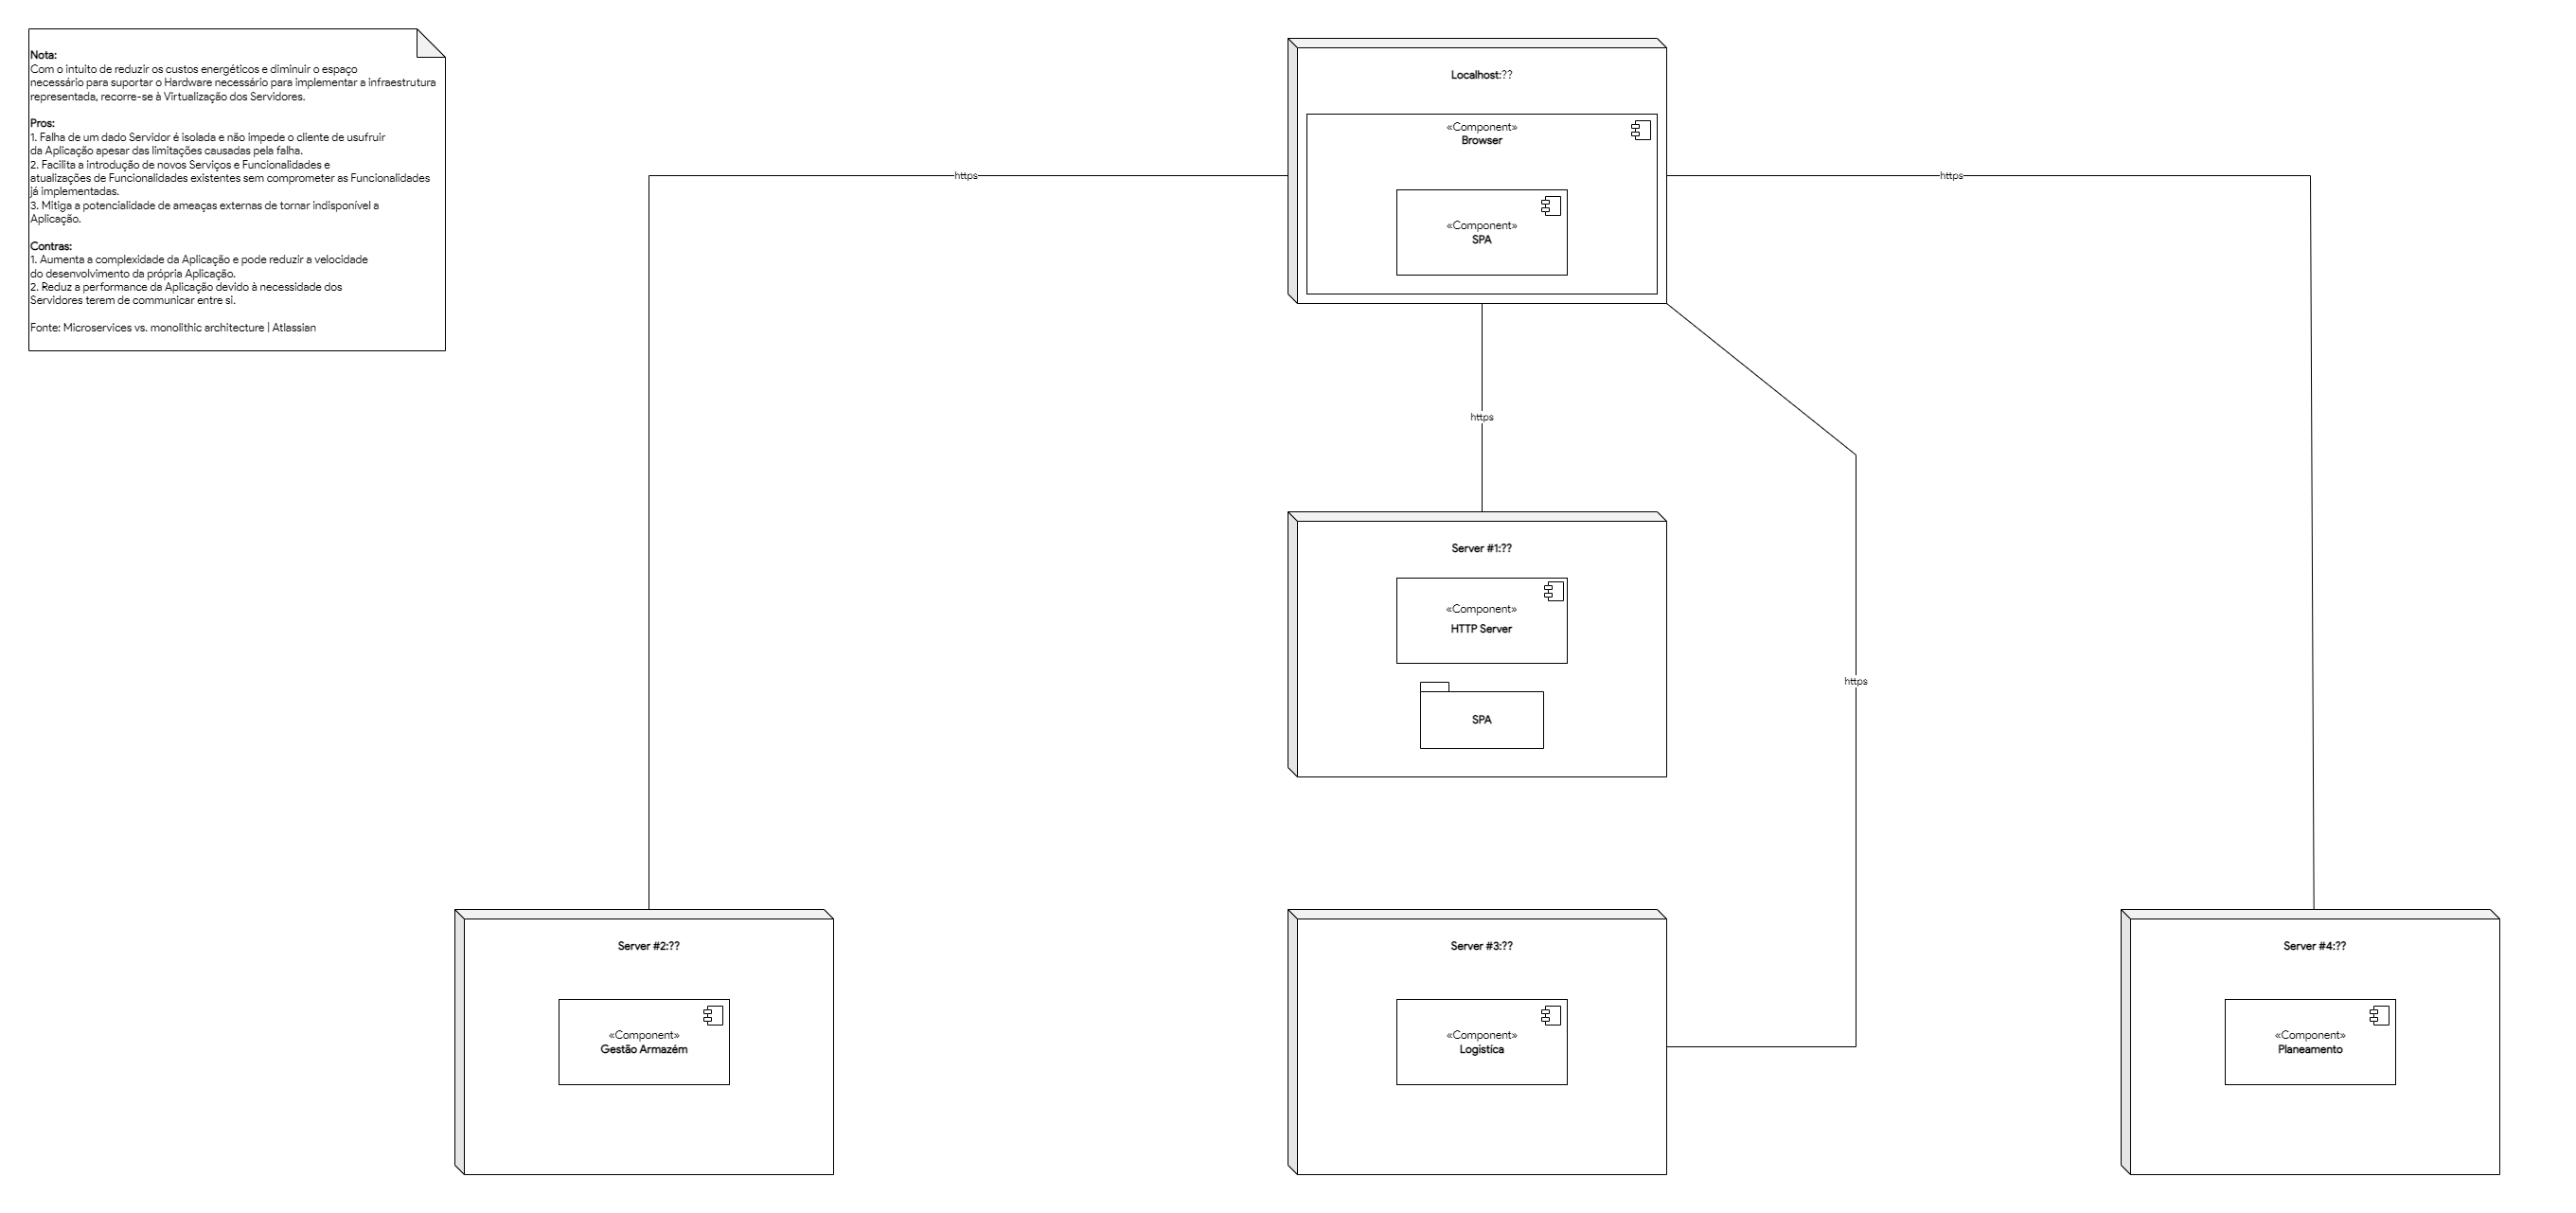 Nota:
Com o intuito de reduzir os custos energéticos e diminuir o espaço
necessário para suportar o Hardware necessário para implementar a infraestrutura
representada, recorre-se à Virtualização dos Servidores.
Pros:
1. Falha de um dado Servidor é isolada e não impede o cliente de usufruir
da Aplicação apesar das limitações causadas pela falha.
2. Facilita a introdução de novos Serviços e Funcionalidades e
atualizações de Funcionalidades existentes sem comprometer as Funcionalidades
já implementadas.
3. Mitiga a potencialidade de ameaças externas de tornar indisponível a
Aplicação.
Contras:
1. Aumenta a complexidade da Aplicação e pode reduzir a velocidade
do desenvolvimento da própria Aplicação.
2. Reduz a performance da Aplicação devido à necessidade dos
Servidores terem de communicar entre si.
Fonte: Microservices vs. monolithic architecture | Atlassian
Localhost:??
«Component»
Browser
«Component»
SPA
https
https
https
https
Server #1:??
«Component»
HTTP Server
SPA
Server #2:??
«Component»
Gestão Armazém
Server #3:??
«Component»
Logistíca
Server #4:??
«Component»
Planeamento